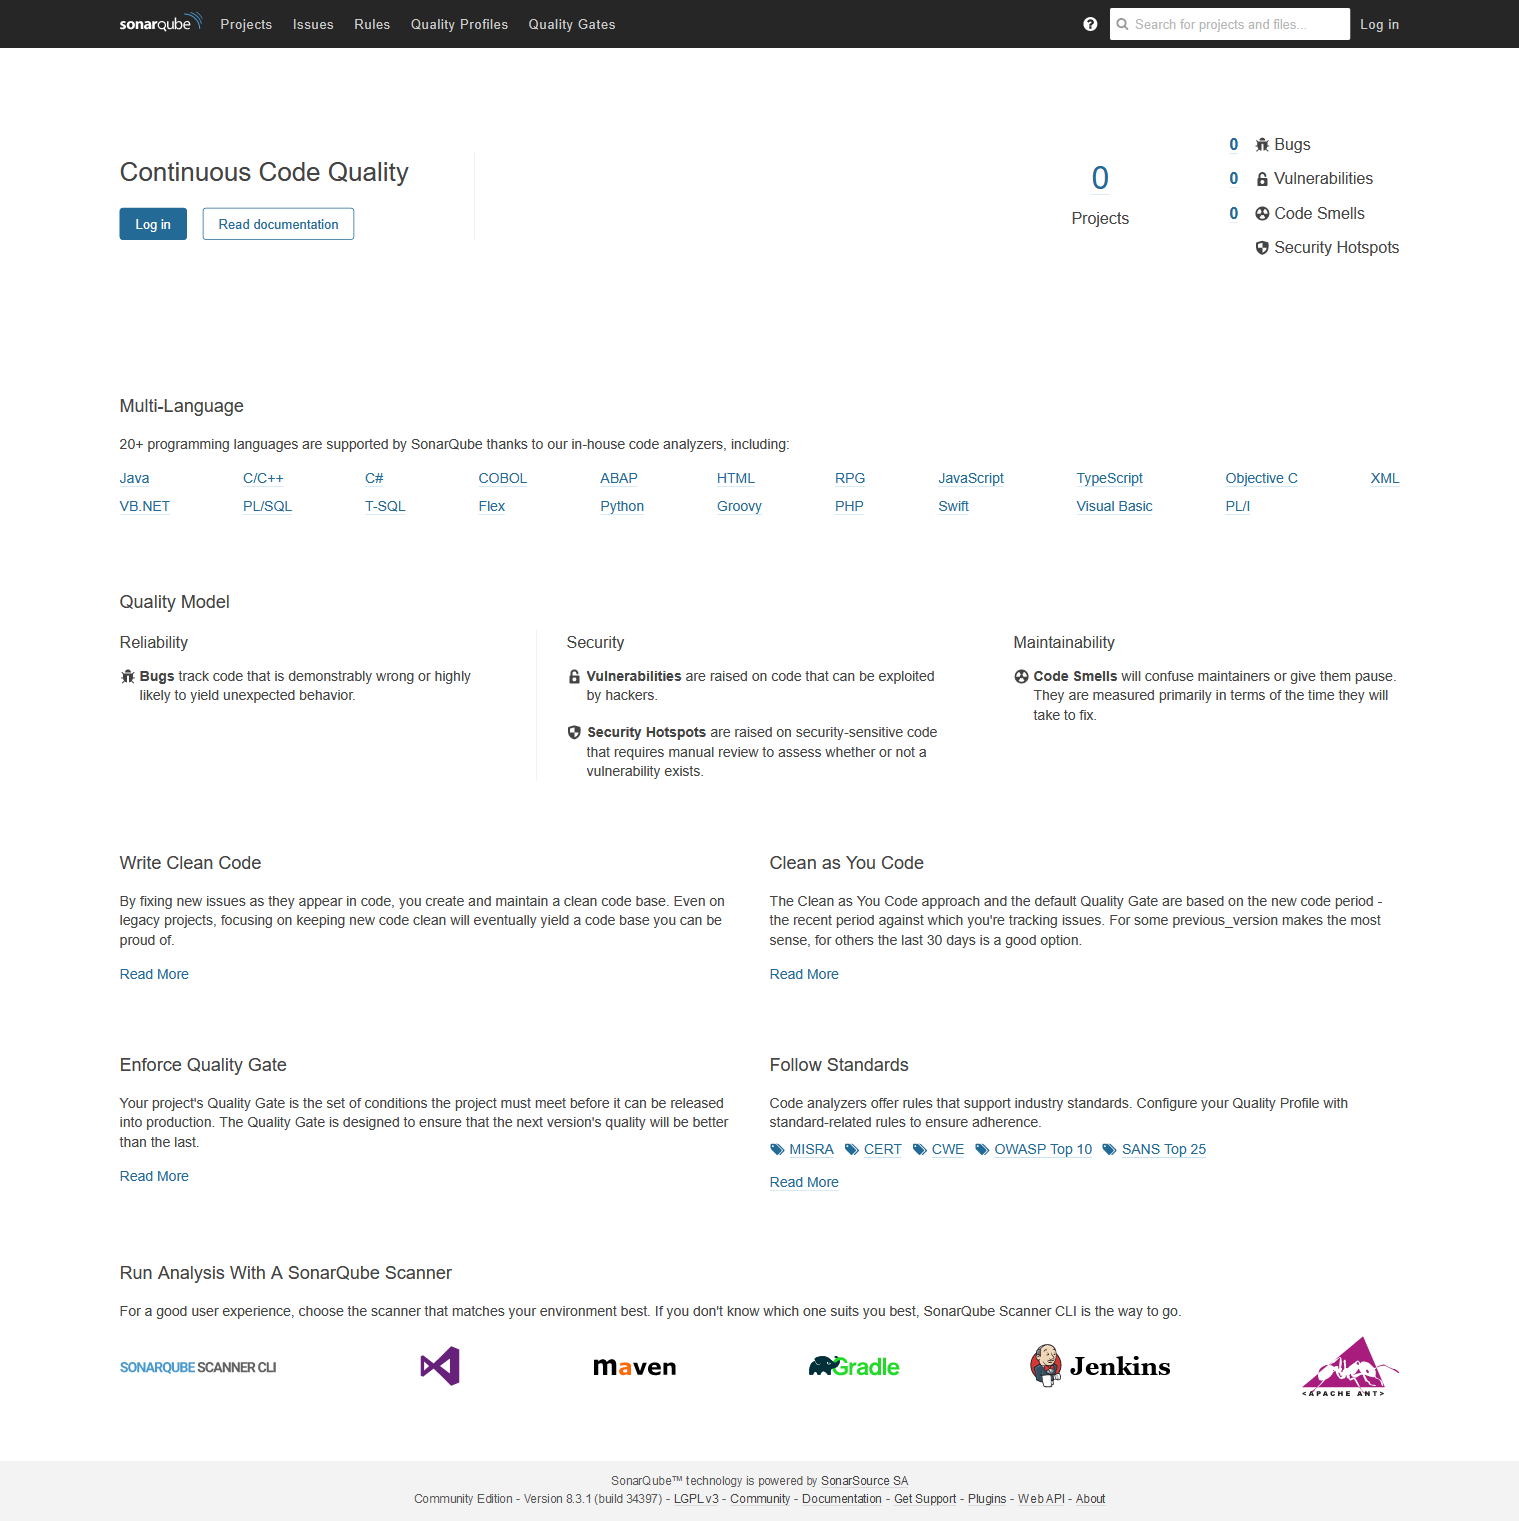 sonarqube Projects Issues Rules Quality Profiles Quality Gates Search for projects and files... Log in
Continuous Code Quality
Log in Read documentation
0
Projects
0 Bugs
0 Vulnerabilities
0 Code Smells
Security Hotspots
Multi-Language
20+ programming languages are supported by SonarQube thanks to our in-house code analyzers, including:
Java C/C++ C# COBOL ABAP HTML RPG JavaScript TypeScript Objective C XML
VB.NET PL/SQL T-SQL Flex Python Groovy PHP Swift Visual Basic PL/I
Quality Model
Reliability
Bugs track code that is demonstrably wrong or highly
likely to yield unexpected behavior.
Security
Vulnerabilities are raised on code that can be exploited
by hackers.
Security Hotspots are raised on security-sensitive code
that requires manual review to assess whether or not a
vulnerability exists.
Maintainability
Code Smells will confuse maintainers or give them pause.
They are measured primarily in terms of the time they will
take to fix.
Write Clean Code
By fixing new issues as they appear in code, you create and maintain a clean code base. Even on
legacy projects, focusing on keeping new code clean will eventually yield a code base you can be
proud of.
Read More
Clean as You Code
The Clean as You Code approach and the default Quality Gate are based on the new code period -
the recent period against which you're tracking issues. For some previous_version makes the most
sense, for others the last 30 days is a good option.
Read More
Enforce Quality Gate
Your project's Quality Gate is the set of conditions the project must meet before it can be released
into production. The Quality Gate is designed to ensure that the next version's quality will be better
than the last.
Read More
Follow Standards
Code analyzers offer rules that support industry standards. Configure your Quality Profile with
standard-related rules to ensure adherence.
MISRA CERT CWE OWASP Top 10 SANS Top 25
Read More
Run Analysis With A SonarQube Scanner
For a good user experience, choose the scanner that matches your environment best. If you don't know which one suits you best, SonarQube Scanner CLI is the way to go.
SONARQUBE SCANNER CLI maven Gradle Jenkins <APACHE ANT>
SonarQube™ technology is powered by SonarSource SA
Community Edition - Version 8.3.1 (build 34397) - LGPL v3 - Community - Documentation - Get Support - Plugins - Web API - About